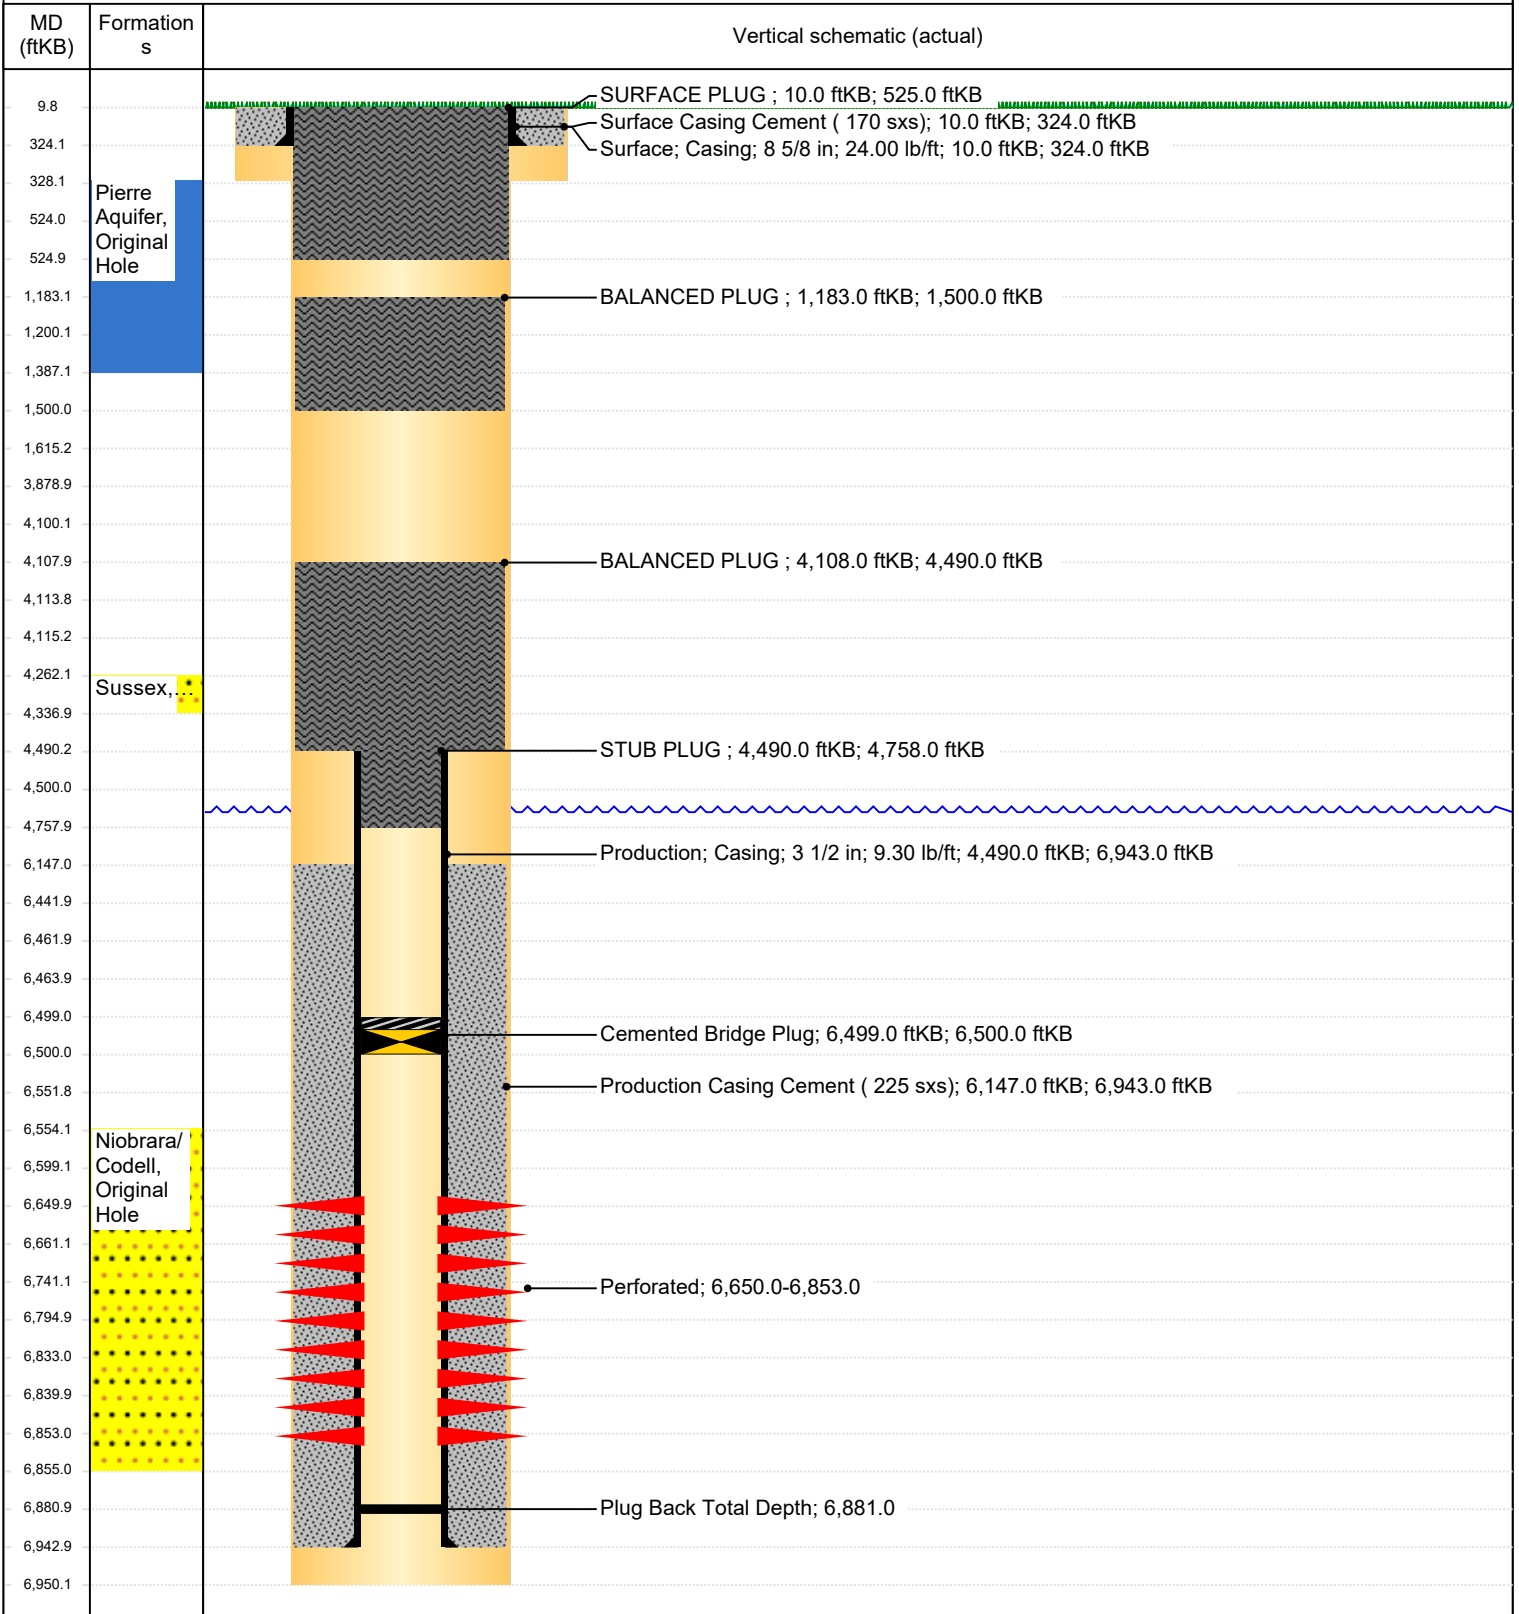 MD
(ftKB)
Formation
s
Vertical schematic (actual)
9.8
324.1
328.1
524.0
524.9
1,183.1
1,200.1
1,387.1
1,500.0
1,615.2
3,878.9
4,100.1
4,107.9
4,113.8
4,115.2
4,262.1
4,336.9
4,490.2
4,500.0
4,757.9
6,147.0
6,441.9
6,461.9
6,463.9
6,499.0
6,500.0
6,551.8
6,554.1
6,599.1
6,649.9
6,661.1
6,741.1
6,794.9
6,833.0
6,839.9
6,853.0
6,855.0
6,880.9
6,942.9
6,950.1
Pierre
Aquifer,
Original
Hole
Sussex,...
Niobrara/
Codell,
Original
Hole
SURFACE PLUG ; 10.0 ftKB; 525.0 ftKB
Surface Casing Cement ( 170 sxs); 10.0 ftKB; 324.0 ftKB
Surface; Casing; 8 5/8 in; 24.00 lb/ft; 10.0 ftKB; 324.0 ftKB
BALANCED PLUG ; 1,183.0 ftKB; 1,500.0 ftKB
BALANCED PLUG ; 4,108.0 ftKB; 4,490.0 ftKB
STUB PLUG ; 4,490.0 ftKB; 4,758.0 ftKB
Production; Casing; 3 1/2 in; 9.30 lb/ft; 4,490.0 ftKB; 6,943.0 ftKB
Cemented Bridge Plug; 6,499.0 ftKB; 6,500.0 ftKB
Production Casing Cement ( 225 sxs); 6,147.0 ftKB; 6,943.0 ftKB
Perforated; 6,650.0-6,853.0
Plug Back Total Depth; 6,881.0